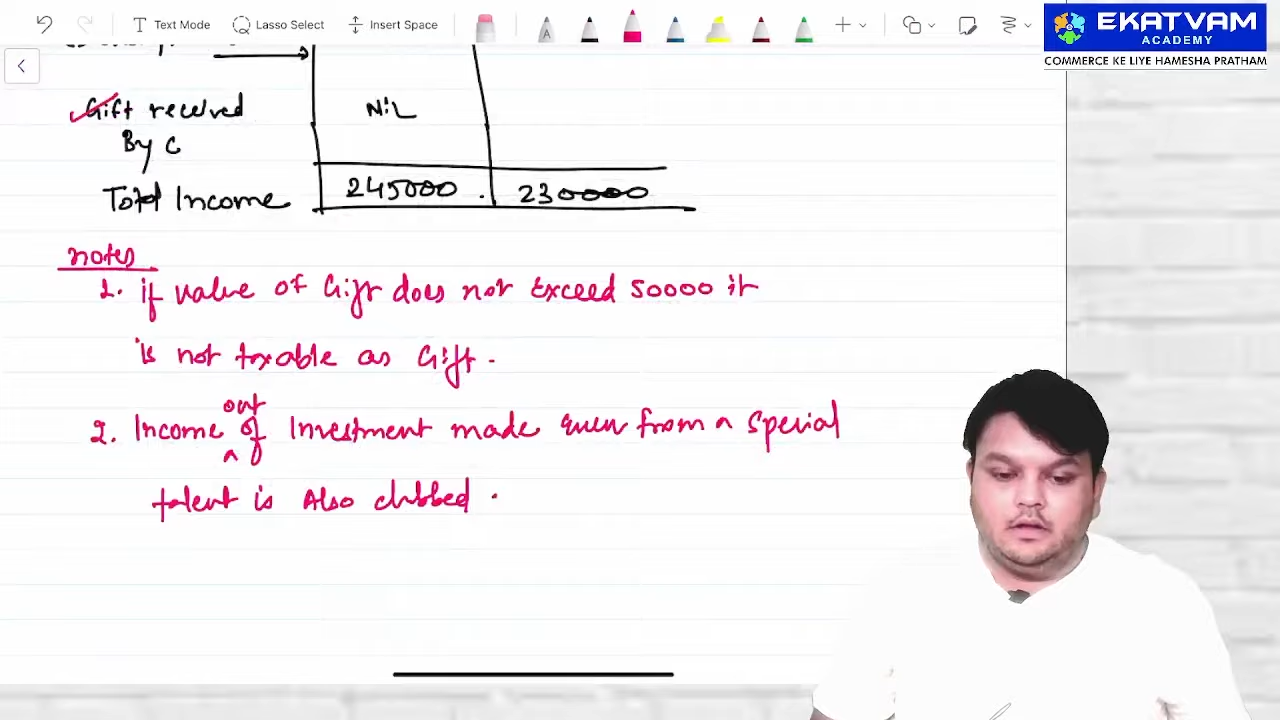 Text Mode
Lasso Select
Insert Space
EKATVAM
ACADEMY
COMMERCE KE LIYE HAMESHA PRATHAM
Gift received
Nil
By C
Total Income 245000 230000
notes
1. if value of Gift does not Exceed 50000 it
is not taxable as Gift.
out
2. Income of Investment made even from a Special
talent is Also clubbed.